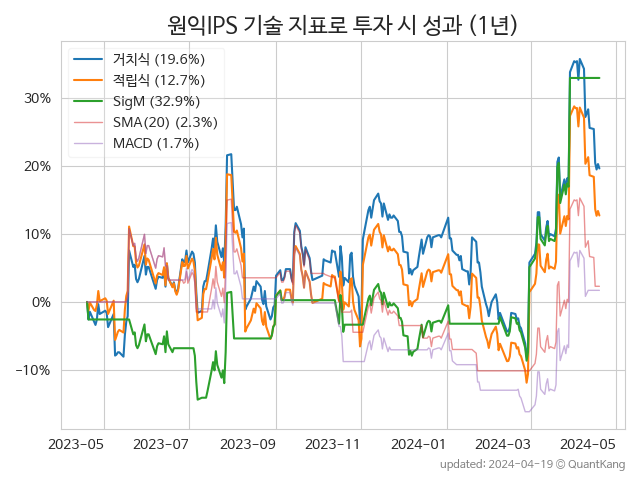 원익IPS 기술 지표로 투자 시 성과 (1년)
거치식 (19.6%)
적립식 (12.7%)
SigM (32.9%)
SMA(20) (2.3%)
MACD (1.7%)
30%
20%
10%
0%
−10%
2023-05 2023-07 2023-09 2023-11 2024-01 2024-03 2024-05
updated: 2024-04-19 © QuantKang